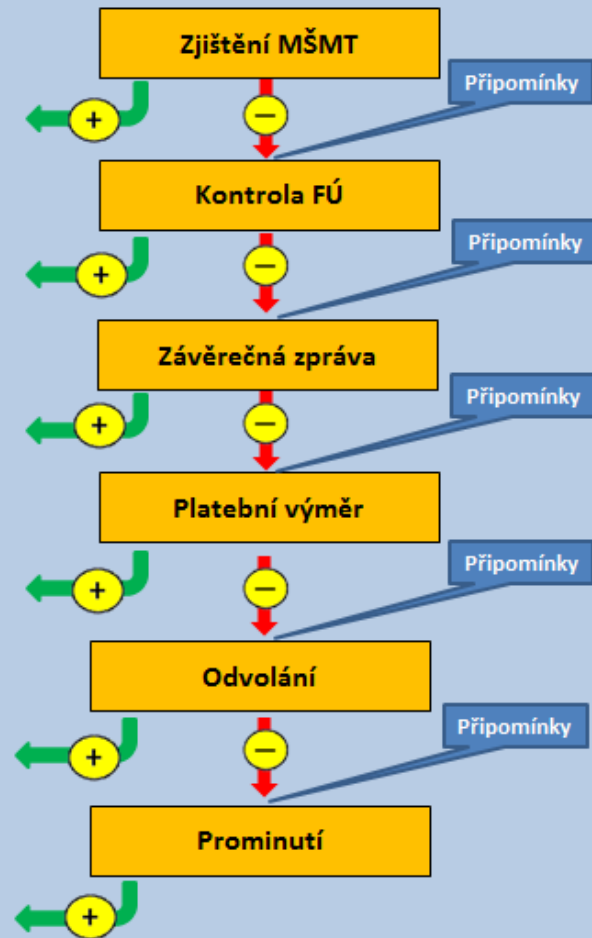 Zjištění MŠMT
Připomínky
+
−
Kontrola FÚ
Připomínky
+
−
Závěrečná zpráva
Připomínky
+
−
Platební výměr
Připomínky
+
−
Odvolání
Připomínky
+
−
Prominutí
+